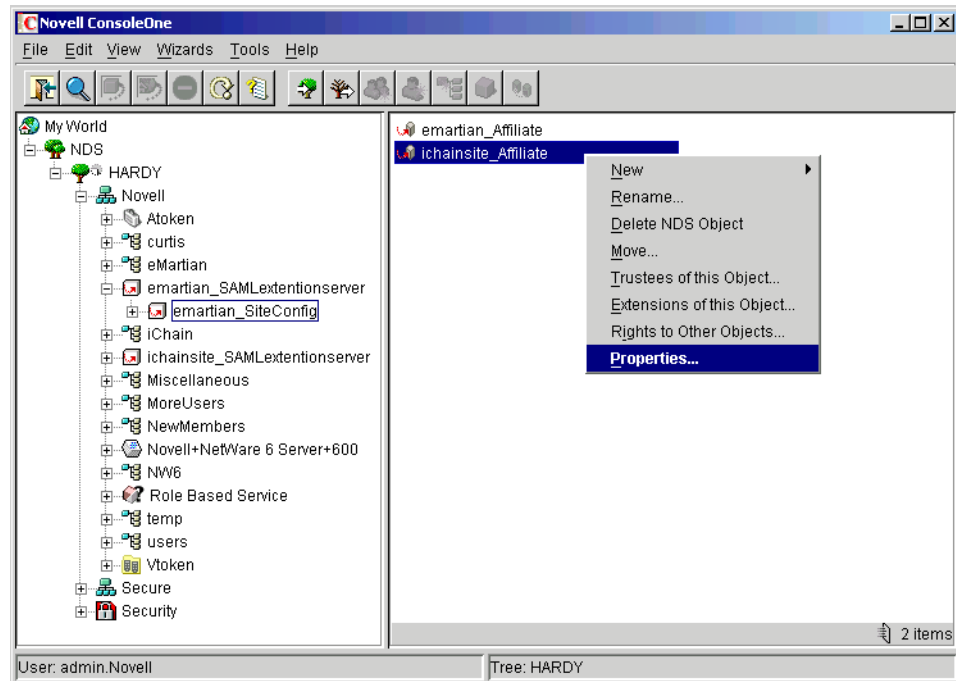 Novell ConsoleOne
File Edit View Wizards Tools Help
My World
NDS
HARDY
Novell
Atoken
curtis
eMartian
emartian_SAMLextentionserver
emartian_SiteConfig
iChain
ichainsite_SAMLextentionserver
Miscellaneous
MoreUsers
NewMembers
Novell+NetWare 6 Server+600
NW6
Role Based Service
temp
users
Vtoken
Secure
Security
emartian_Affiliate
ichainsite_Affiliate
New
Rename...
Delete NDS Object
Move...
Trustees of this Object...
Extensions of this Object...
Rights to Other Objects...
Properties...
2 items
User: admin.Novell
Tree: HARDY